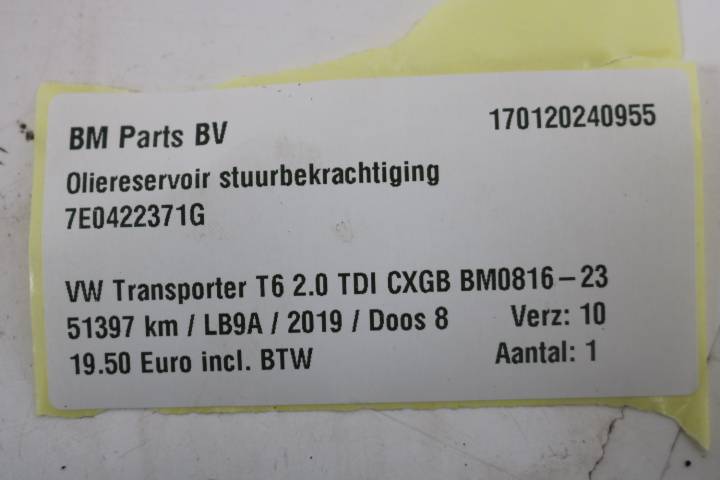 BM Parts BV 170120240955
Oliereservoir stuurbekrachtiging
7E0422371G
VW Transporter T6 2.0 TDI CXGB BM0816-23
51397 km / LB9A / 2019 / Doos 8 Verz: 10
19.50 Euro incl. BTW Aantal: 1